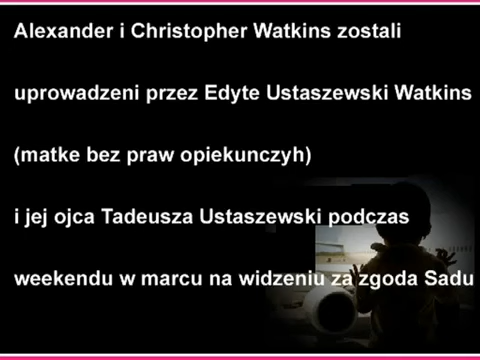 Alexander i Christopher Watkins zostali
uprowadzeni przez Edyte Ustaszewski Watkins
(matke bez praw opiekunczyh)
i jej ojca Tadeusza Ustaszewski podczas
weekendu w marcu na widzeniu za zgoda Sadu